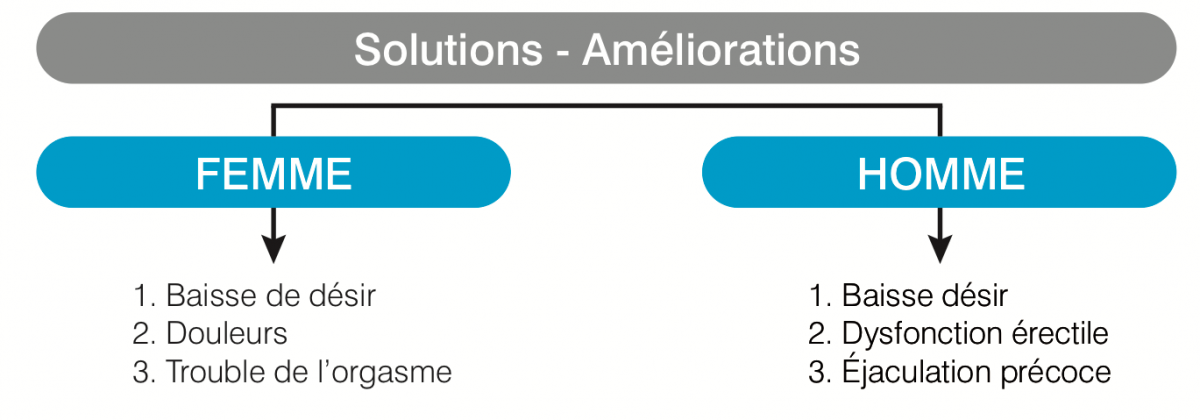 Solutions - Améliorations
FEMME
1. Baisse de désir
2. Douleurs
3. Trouble de l’orgasme
HOMME
1. Baisse désir
2. Dysfonction érectile
3. Éjaculation précoce